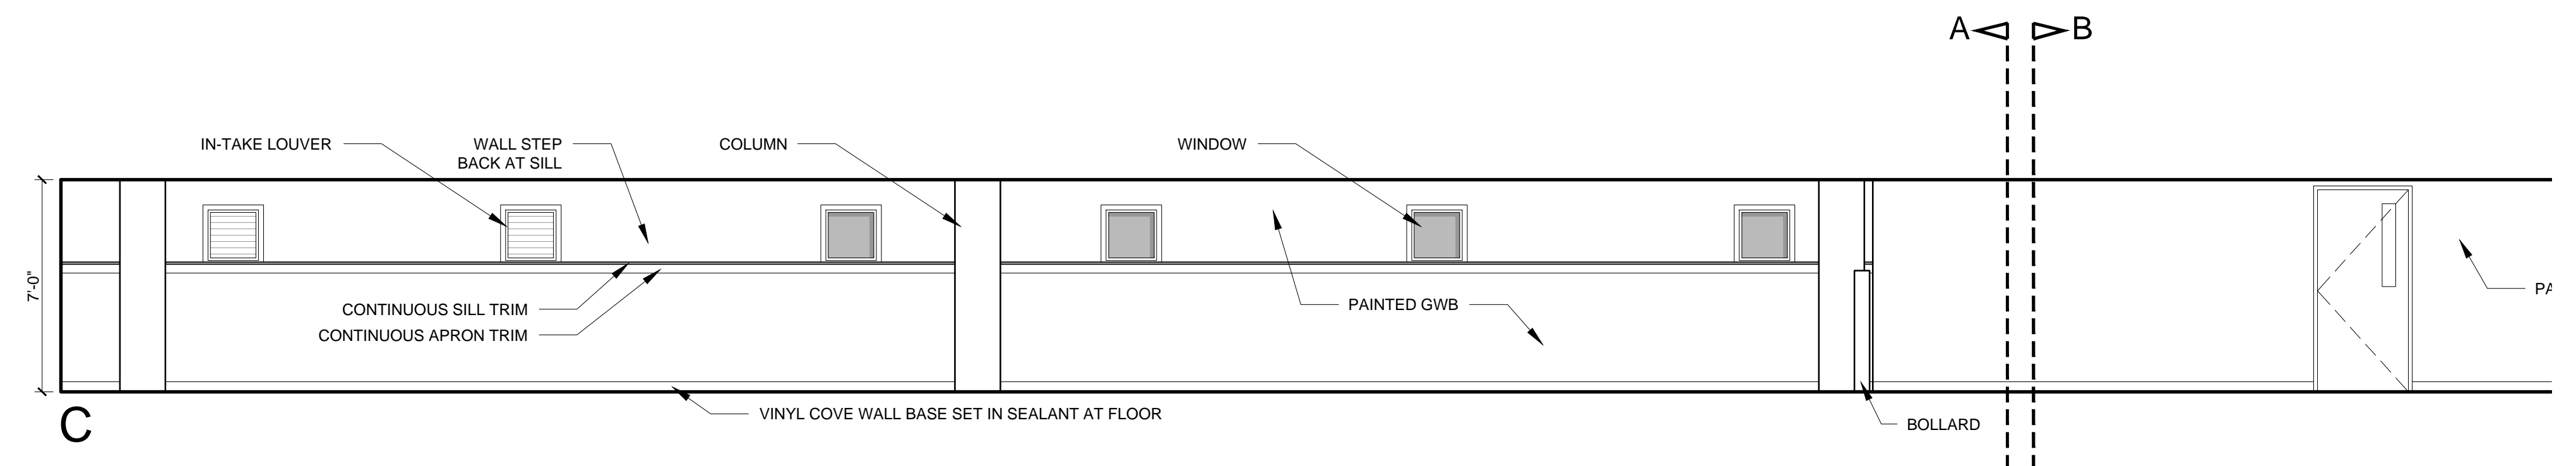 A B
IN-TAKE LOUVER
WALL STEP
BACK AT SILL
COLUMN
WINDOW
7'-0"
CONTINUOUS SILL TRIM
CONTINUOUS APRON TRIM
PAINTED GWB
PA
VINYL COVE WALL BASE SET IN SEALANT AT FLOOR
BOLLARD
C